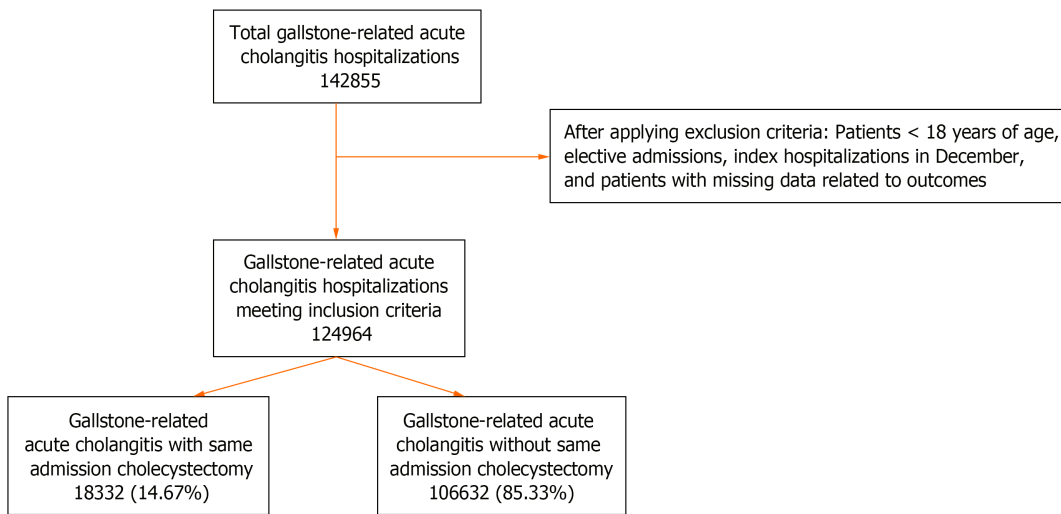 Total gallstone-related acute
cholangitis hospitalizations
142855
After applying exclusion criteria: Patients < 18 years of age,
elective admissions, index hospitalizations in December,
and patients with missing data related to outcomes
Gallstone-related acute
cholangitis hospitalizations
meeting inclusion criteria
124964
Gallstone-related
acute cholangitis with same
admission cholecystectomy
18332 (14.67%)
Gallstone-related acute
cholangitis without same
admission cholecystectomy
106632 (85.33%)